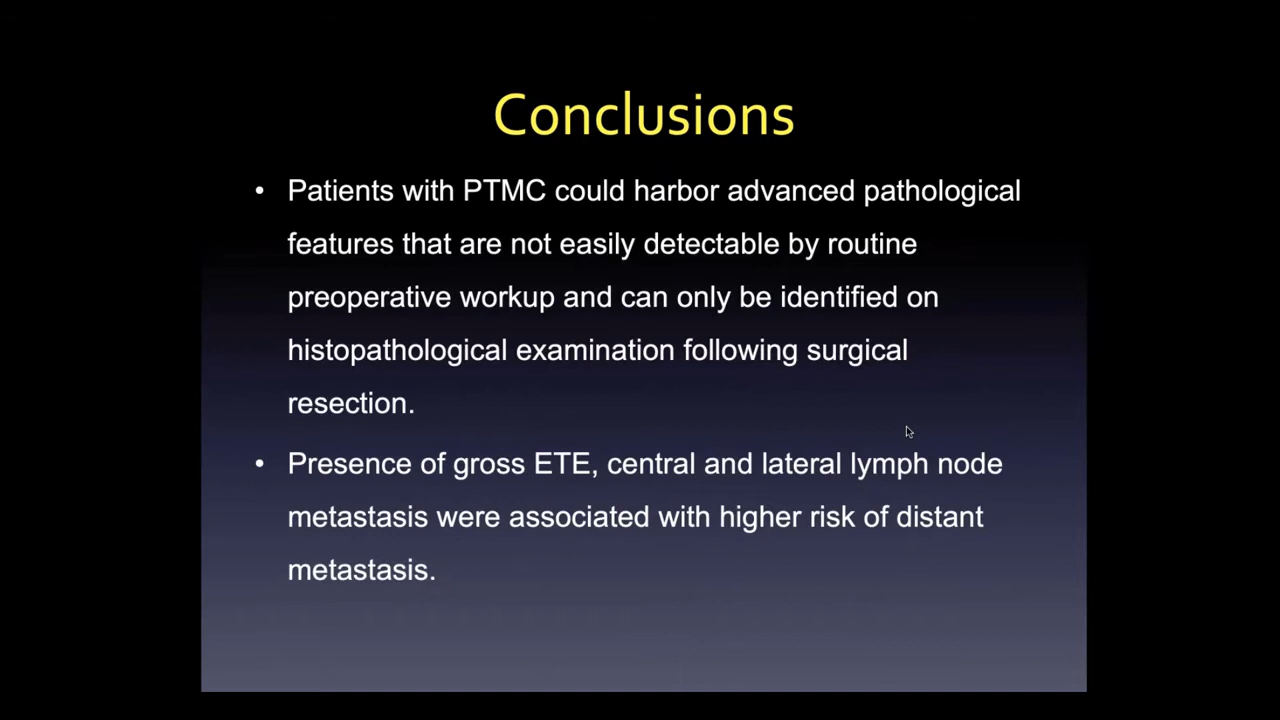 Conclusions
• Patients with PTMC could harbor advanced pathological
features that are not easily detectable by routine
preoperative workup and can only be identified on
histopathological examination following surgical
resection.
• Presence of gross ETE, central and lateral lymph node
metastasis were associated with higher risk of distant
metastasis.